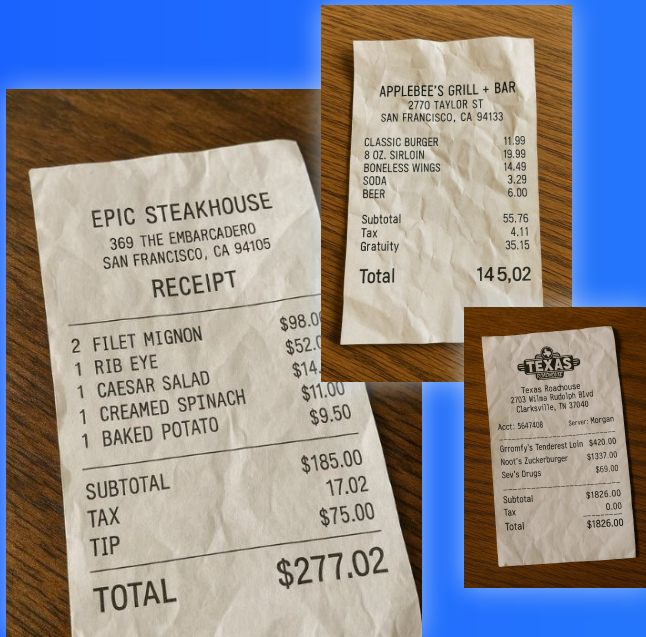 EPIC STEAKHOUSE
369 THE EMBARCADERO
SAN FRANCISCO, CA 94105
RECEIPT
2 FILET MIGNON $98.00
1 RIB EYE $52.0
1 CAESAR SALAD $14.
1 CREAMED SPINACH $11.00
1 BAKED POTATO $9.50
SUBTOTAL $185.00
TAX 17.02
TIP $75.00
TOTAL $277.02
APPLEBEE'S GRILL + BAR
2770 TAYLOR ST
SAN FRANCISCO, CA 94133
CLASSIC BURGER 11.99
8 OZ. SIRLOIN 19.99
BONELESS WINGS 14.49
SODA 3.29
BEER 6.00
Subtotal 55.76
Tax 4.11
Gratuity 35.15
Total 145,02
TEXAS
Texas Roadhouse
2703 Wilma Rudolph Blvd
Clarksville, TN 37040
Acct: 5647408 Server: Morgan
Grromfy's Tenderest Loin $420.00
Noot's Zuckerburger $1337.00
Sev's Drugs $69.00
Subtotal $1826.00
Tax 0.00
Total $1826.00